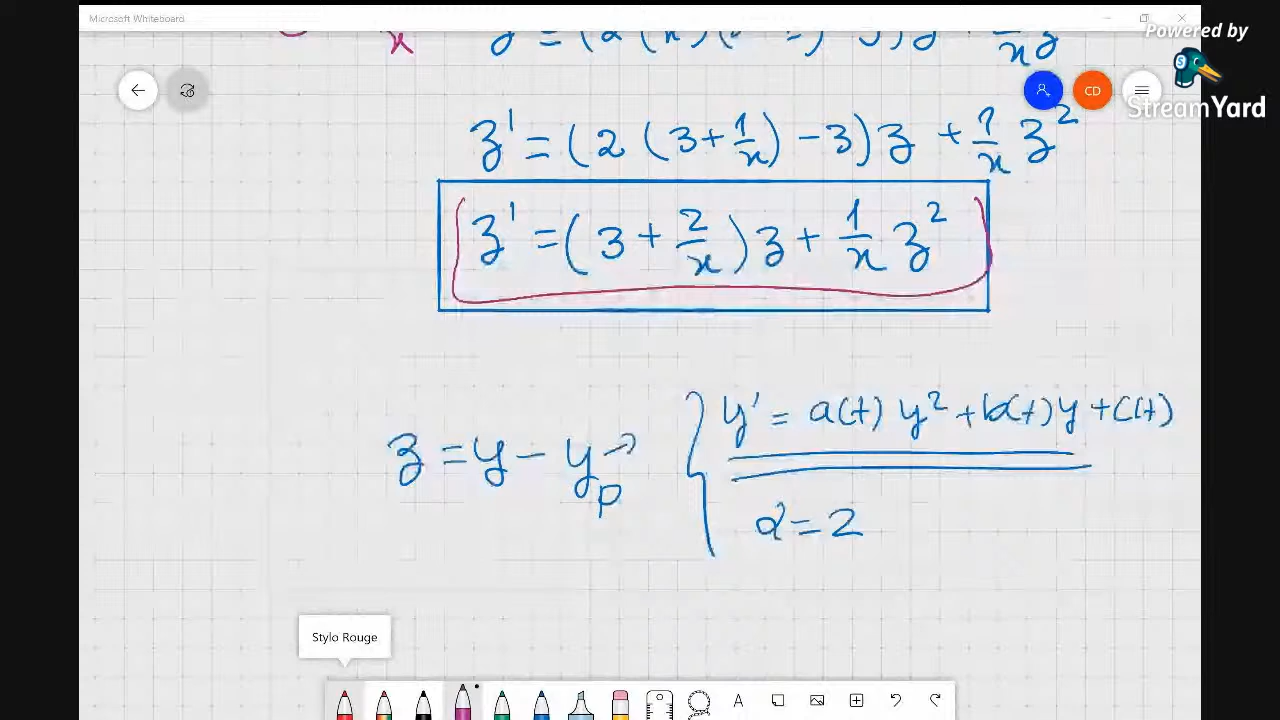 Microsoft Whiteboard
Powered by
StreamYard
CD
z' = (2 (3 + 1/x) - 3) z + 1/x z²
z' = (3 + 2/x) z + 1/x z²
y' = a(t) y² + b(t) y + c(t)
z = y - y_p →
α = 2
Stylo Rouge
A